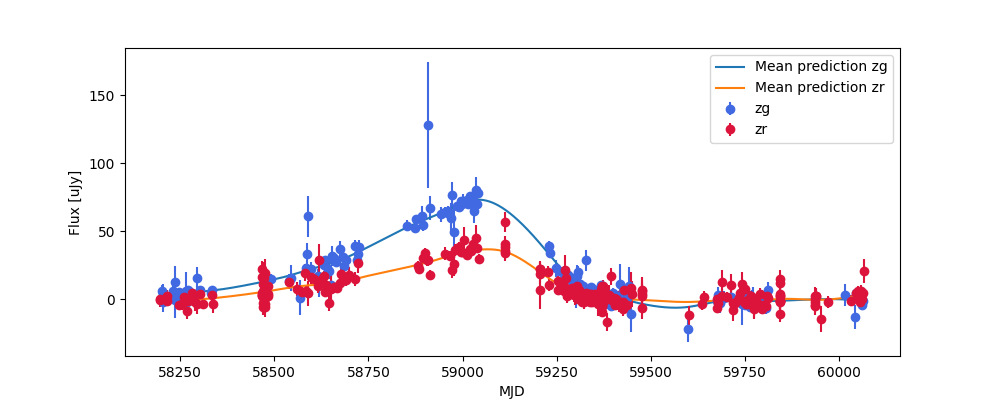 Mean prediction zg
Mean prediction zr
zg
zr
150
100
50
0
Flux [uJy]
58250
58500
58750
59000
59250
59500
59750
60000
MJD